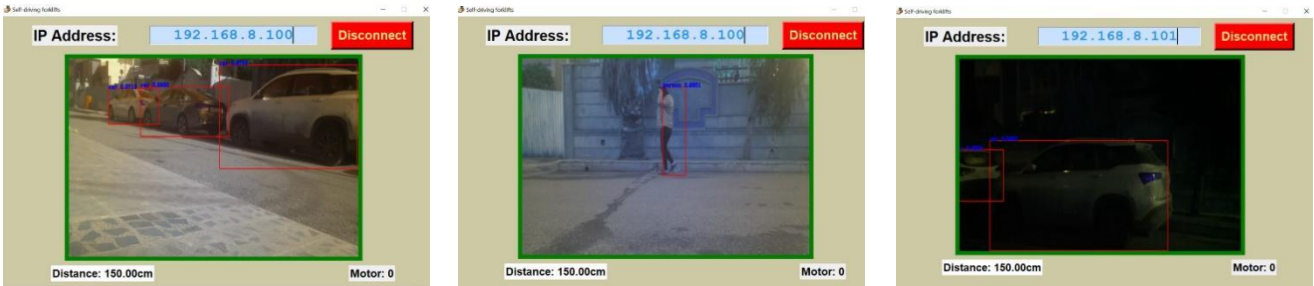 Self-driving forklifts
IP Address: 192.168.8.100 Disconnect
Distance: 150.00cm Motor: 0
Self-driving forklifts
IP Address: 192.168.8.100 Disconnect
Distance: 150.00cm Motor: 0
Self-driving forklifts
IP Address: 192.168.8.101 Disconnect
Distance: 150.00cm Motor: 0